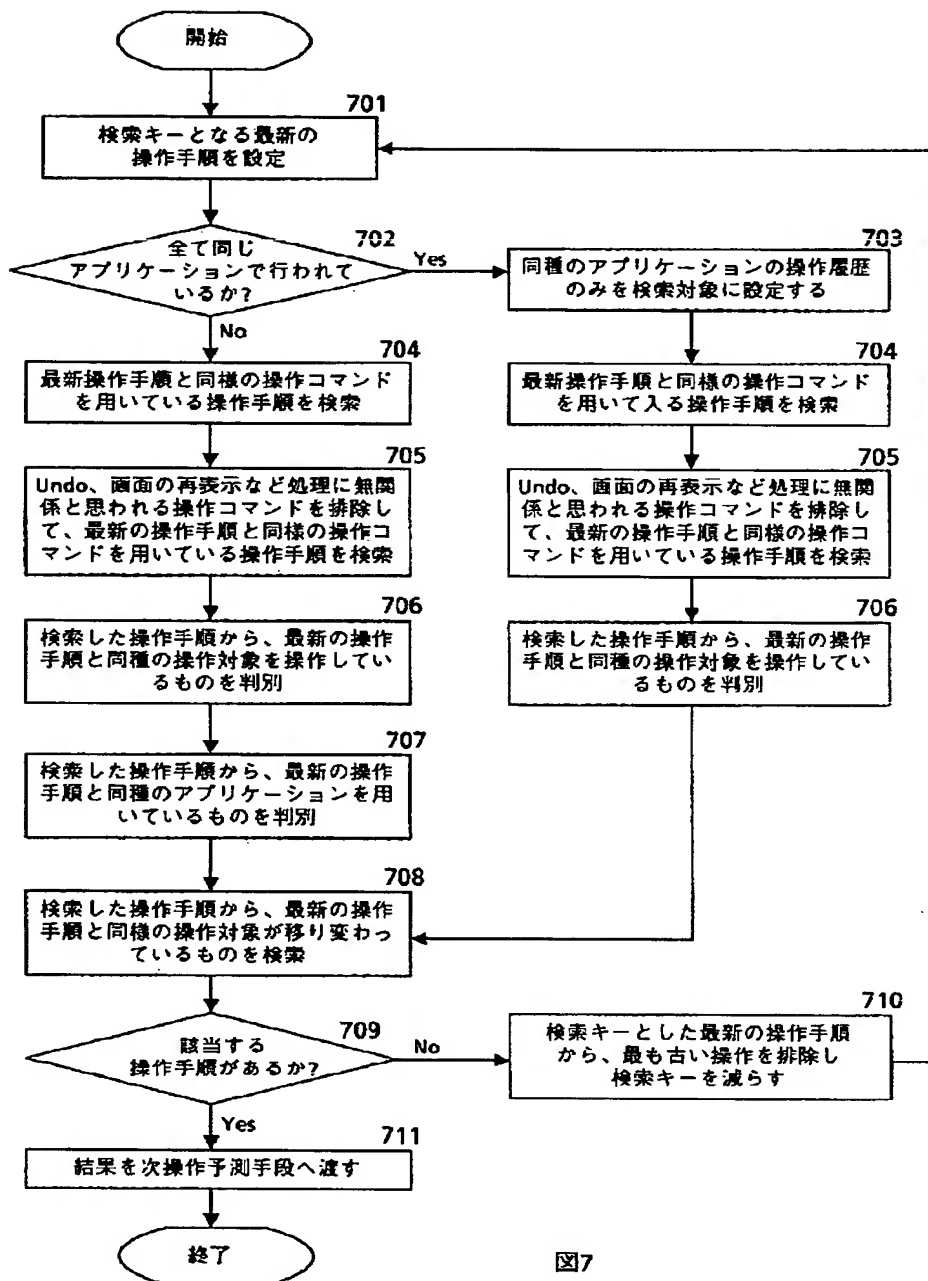 開始
701
検索キーとなる最新の
操作手順を設定
702
全て同じ
アプリケーションで行われて
いるか?
Yes
No
703
同種のアプリケーションの操作履歴
のみを検索対象に設定する
704
最新操作手順と同様の操作コマンド
を用いている操作手順を検索
704
最新操作手順と同様の操作コマンド
を用いて入る操作手順を検索
705
Undo、画面の再表示など処理に無関
係と思われる操作コマンドを排除し
て、最新の操作手順と同様の操作コ
マンドを用いている操作手順を検索
705
Undo、画面の再表示など処理に無関
係と思われる操作コマンドを排除し
て、最新の操作手順と同様の操作コ
マンドを用いている操作手順を検索
706
検索した操作手順から、最新の操作
手順と同種の操作対象を操作してい
るものを判別
706
検索した操作手順から、最新の操作
手順と同種の操作対象を操作してい
るものを判別
707
検索した操作手順から、最新の操作
手順と同種のアプリケーションを用
いているものを判別
708
検索した操作手順から、最新の操作
手順と同様の操作対象が移り変わっ
ているものを検索
709
該当する
操作手順があるか?
No
Yes
710
検索キーとした最新の操作手順
から、最も古い操作を排除し
検索キーを減らす
711
結果を次操作予測手段へ渡す
終了
図7